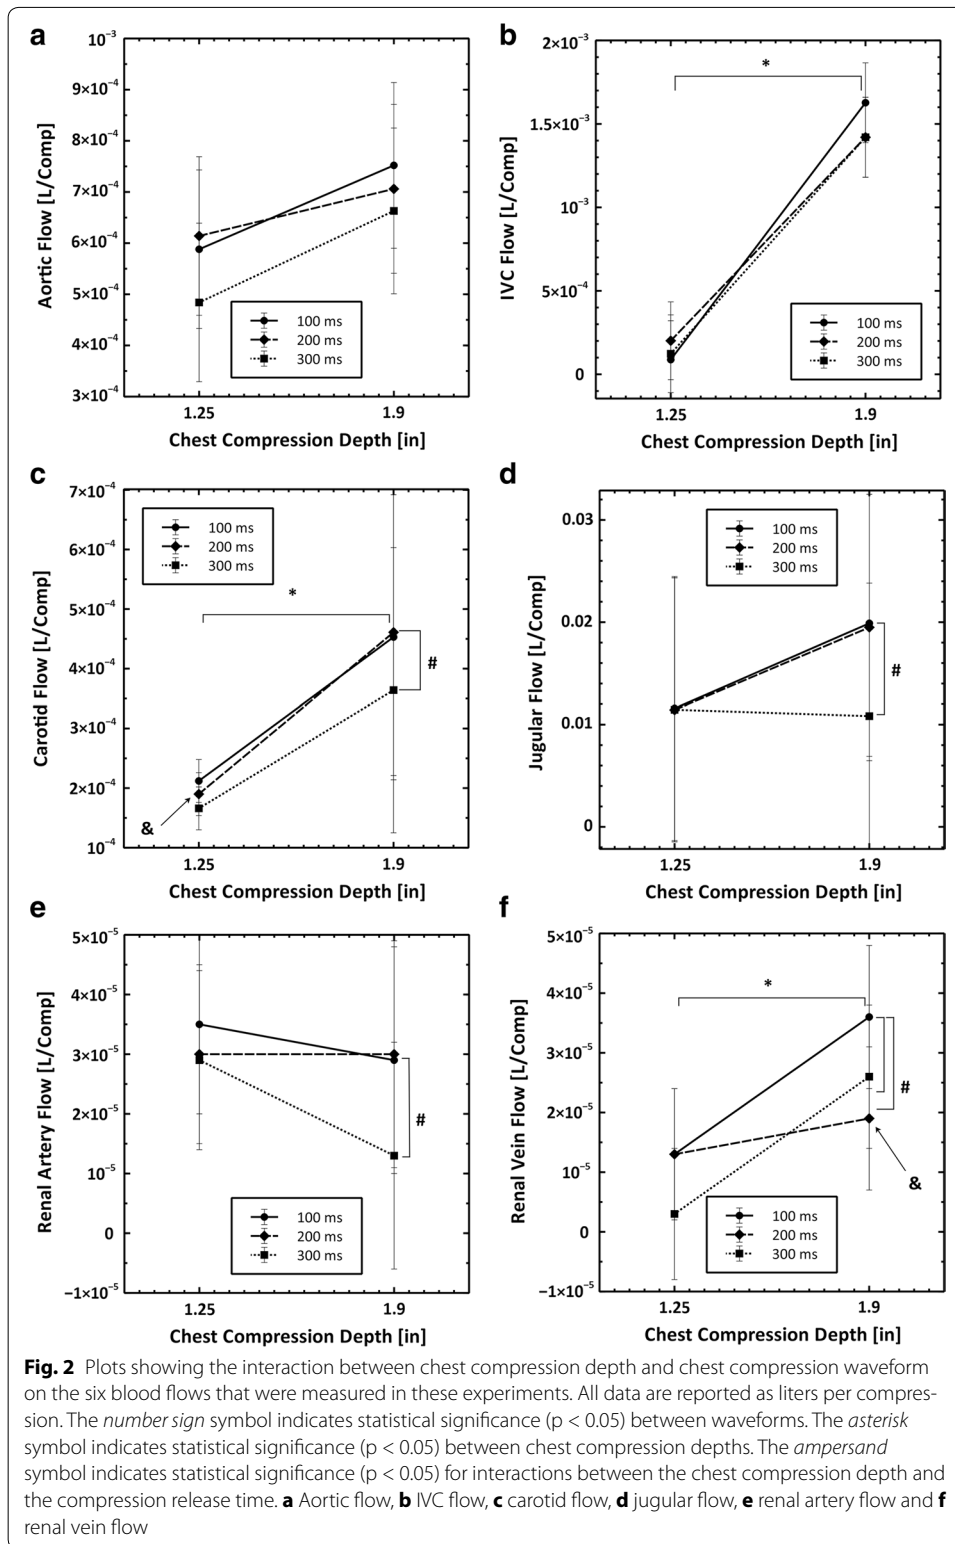 a
10⁻³
9×10⁻⁴
8×10⁻⁴
7×10⁻⁴
6×10⁻⁴
5×10⁻⁴
4×10⁻⁴
3×10⁻⁴
Aortic Flow [L/Comp]
100 ms
200 ms
300 ms
1.25
1.9
Chest Compression Depth [in]
b
2×10⁻³
1.5×10⁻³
10⁻³
5×10⁻⁴
0
IVC Flow [L/Comp]
*
100 ms
200 ms
300 ms
1.25
1.9
Chest Compression Depth [in]
c
7×10⁻⁴
6×10⁻⁴
5×10⁻⁴
4×10⁻⁴
3×10⁻⁴
2×10⁻⁴
10⁻⁴
Carotid Flow [L/Comp]
100 ms
200 ms
300 ms
*
#
&
1.25
1.9
Chest Compression Depth [in]
d
0.03
0.02
0.01
0
Jugular Flow [L/Comp]
100 ms
200 ms
300 ms
#
1.25
1.9
Chest Compression Depth [in]
e
5×10⁻⁵
4×10⁻⁵
3×10⁻⁵
2×10⁻⁵
10⁻⁵
0
−1×10⁻⁵
Renal Artery Flow [L/Comp]
#
100 ms
200 ms
300 ms
1.25
1.9
Chest Compression Depth [in]
f
5×10⁻⁵
4×10⁻⁵
3×10⁻⁵
2×10⁻⁵
10⁻⁵
0
−1×10⁻⁵
Renal Vein Flow [L/Comp]
*
#
&
100 ms
200 ms
300 ms
1.25
1.9
Chest Compression Depth [in]
Fig. 2 Plots showing the interaction between chest compression depth and chest compression waveform
on the six blood flows that were measured in these experiments. All data are reported as liters per compres-
sion. The number sign symbol indicates statistical significance (p < 0.05) between waveforms. The asterisk
symbol indicates statistical significance (p < 0.05) between chest compression depths. The ampersand
symbol indicates statistical significance (p < 0.05) for interactions between the chest compression depth and
the compression release time. a Aortic flow, b IVC flow, c carotid flow, d jugular flow, e renal artery flow and f
renal vein flow